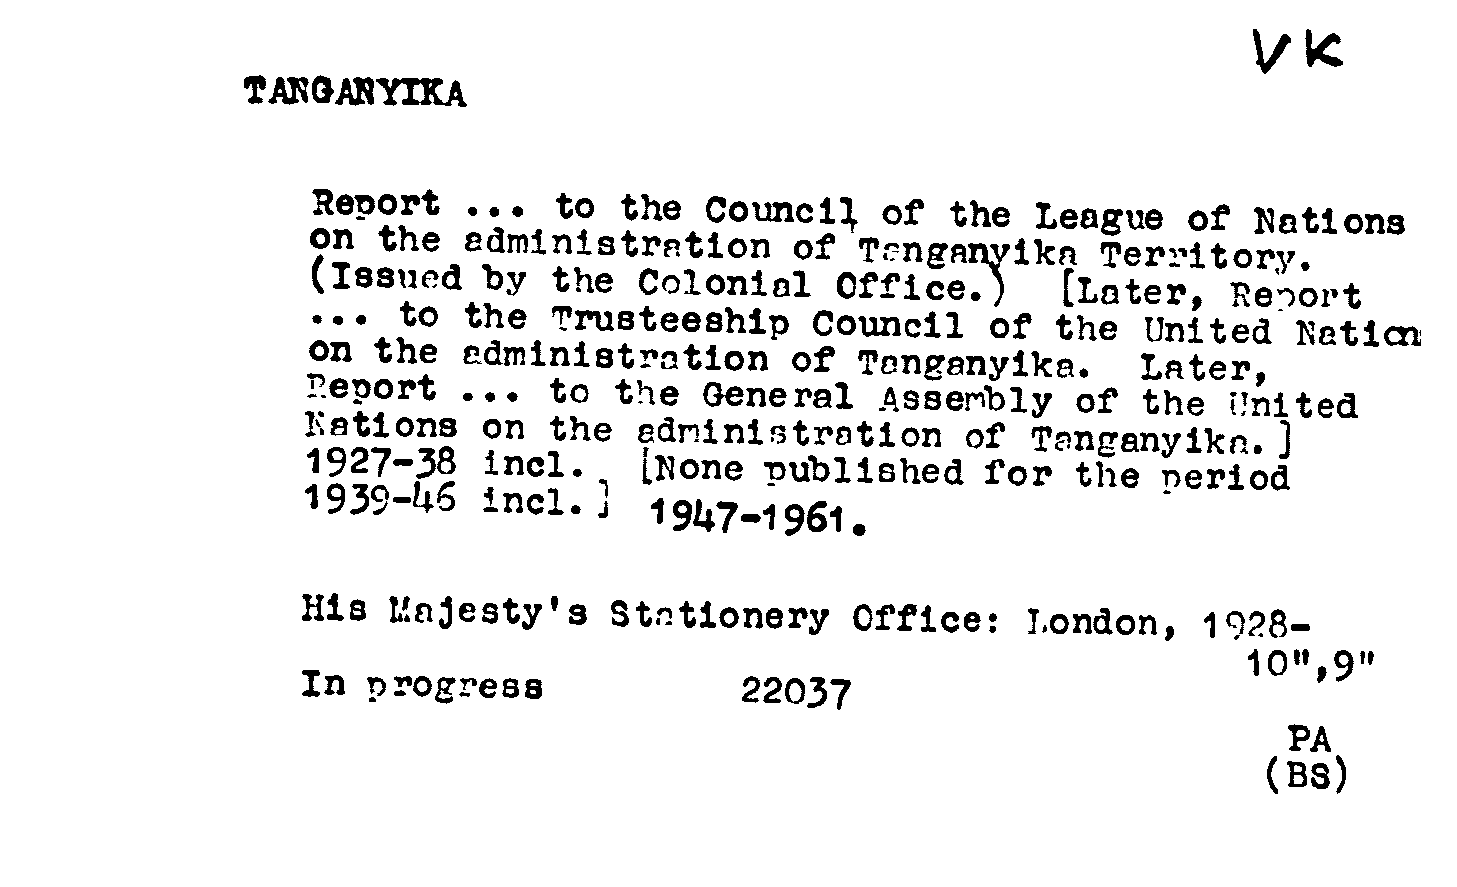 VK
TANGANYIKA
Report ... to the Council of the League of Nations
on the administration of Tanganyika Territory.
(Issued by the Colonial Office.) [Later, Report
... to the Trusteeship Council of the United Nation
on the administration of Tanganyika. Later,
Report ... to the General Assembly of the United
Nations on the administration of Tanganyika.]
1927-38 incl. [None published for the period
1939-46 incl.] 1947-1961.
His Majesty's Stationery Office: London, 1928-
10",9"
In progress 22037
PA
(BS)